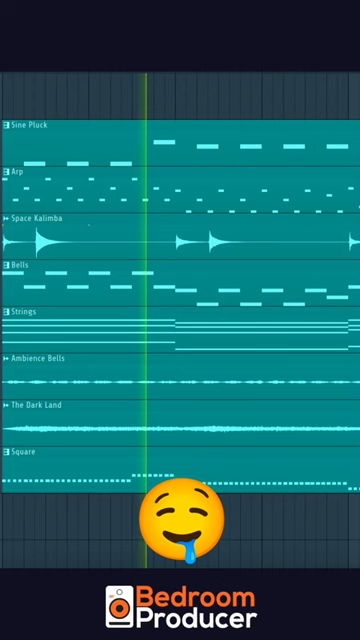 Sine Pluck
Arp
Space Kalimba
Bells
Strings
Ambience Bells
The Dark Land
Square
Bedroom
Producer